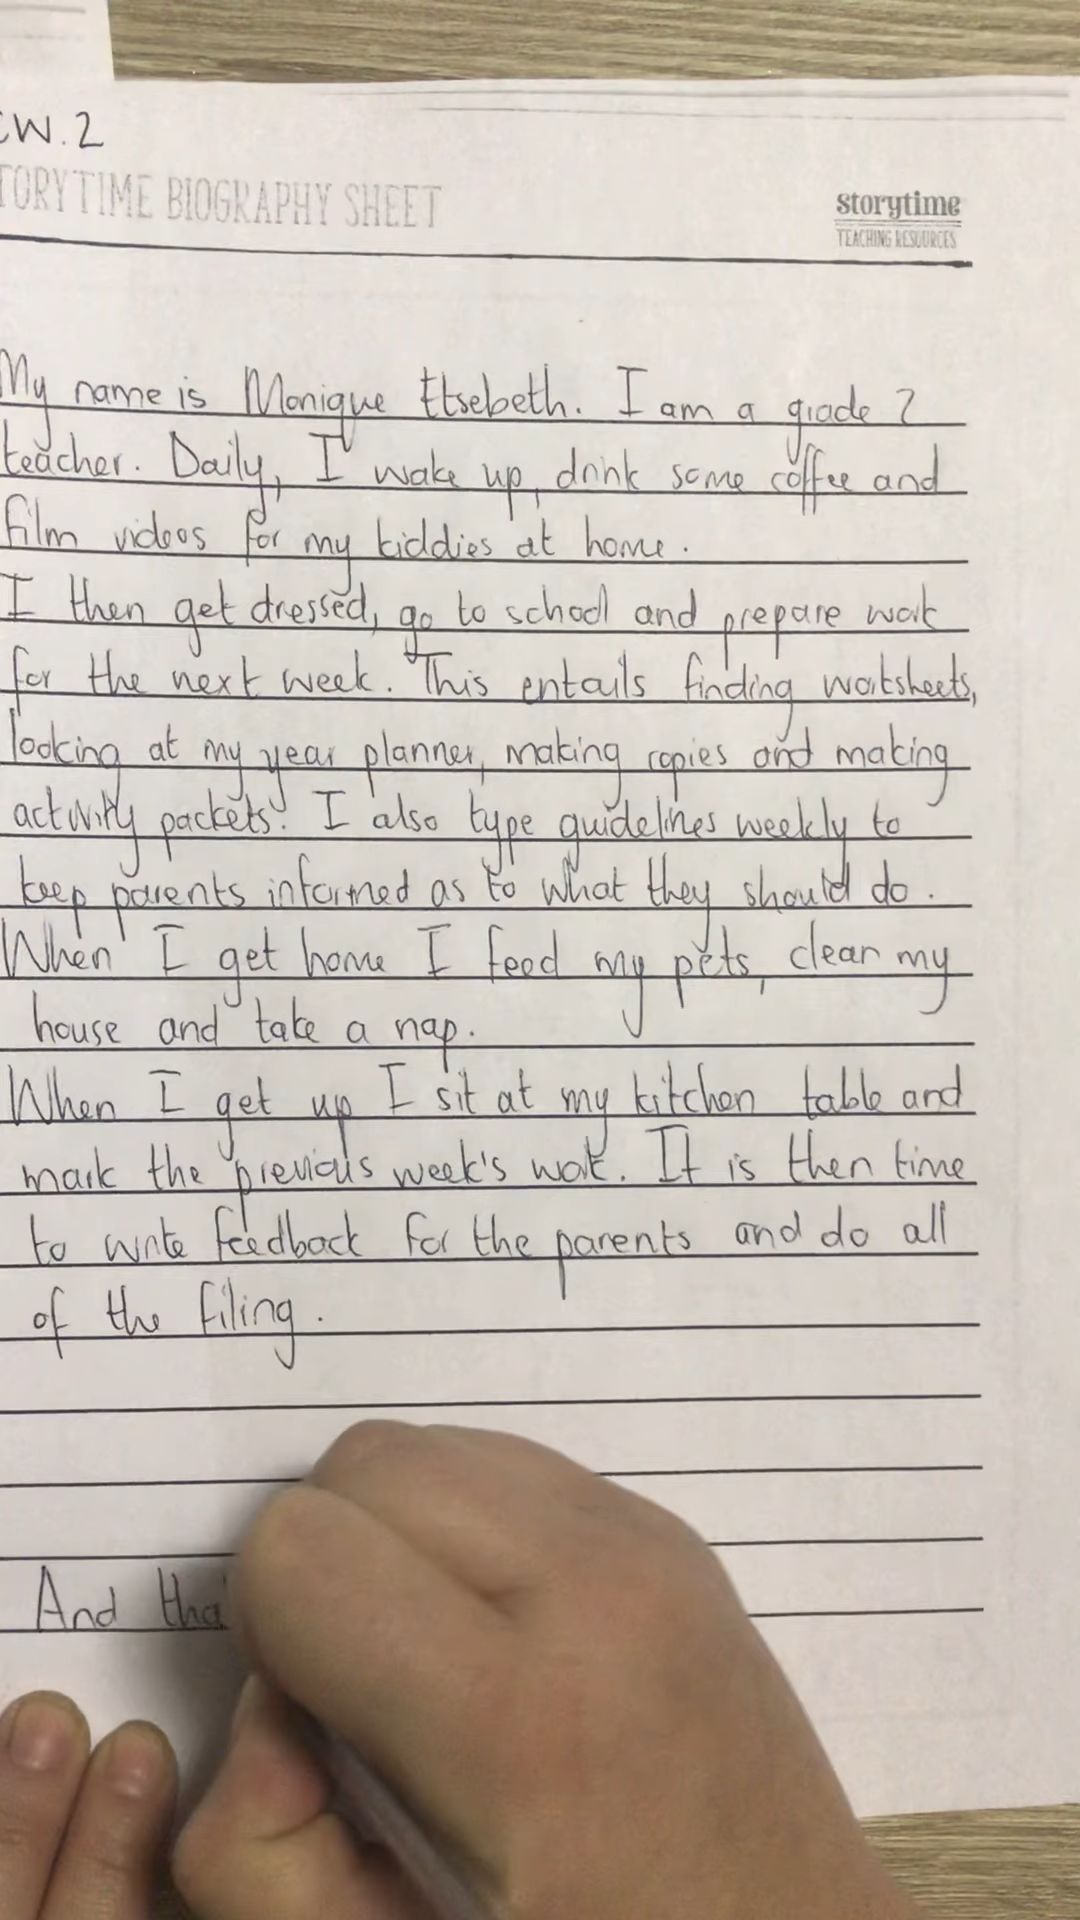 CW.2
TORYTIME BIOGRAPHY SHEET
storytime
TEACHING RESOURCES
My name is Monique Etsebeth. I am a grade 2
teacher. Daily, I wake up, drink some coffee and
film videos for my kiddies at home.
I then get dressed, go to school and prepare work
for the next week. This entails finding worksheets,
looking at my year planner, making copies and making
activity packets. I also type guidelines weekly to
keep parents informed as to what they should do.
When I get home I feed my pets, clean my
house and take a nap.
When I get up I sit at my kitchen table and
mark the previous week's work. It is then time
to write feedback for the parents and do all
of the filing.
And tha